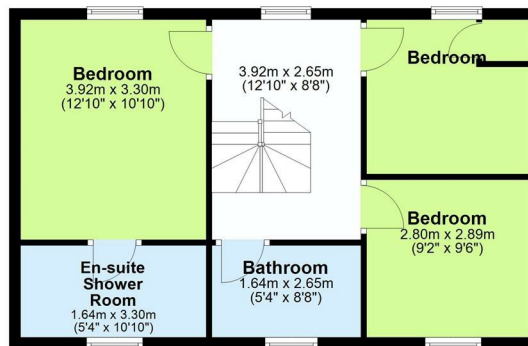 Bedroom
3.92m x 3.30m
(12'10" x 10'10")
3.92m x 2.65m
(12'10" x 8'8")
Bedroom
Bedroom
2.80m x 2.89m
(9'2" x 9'6")
En-suite
Shower
Room
1.64m x 3.30m
(5'4" x 10'10")
Bathroom
1.64m x 2.65m
(5'4" x 8'8")